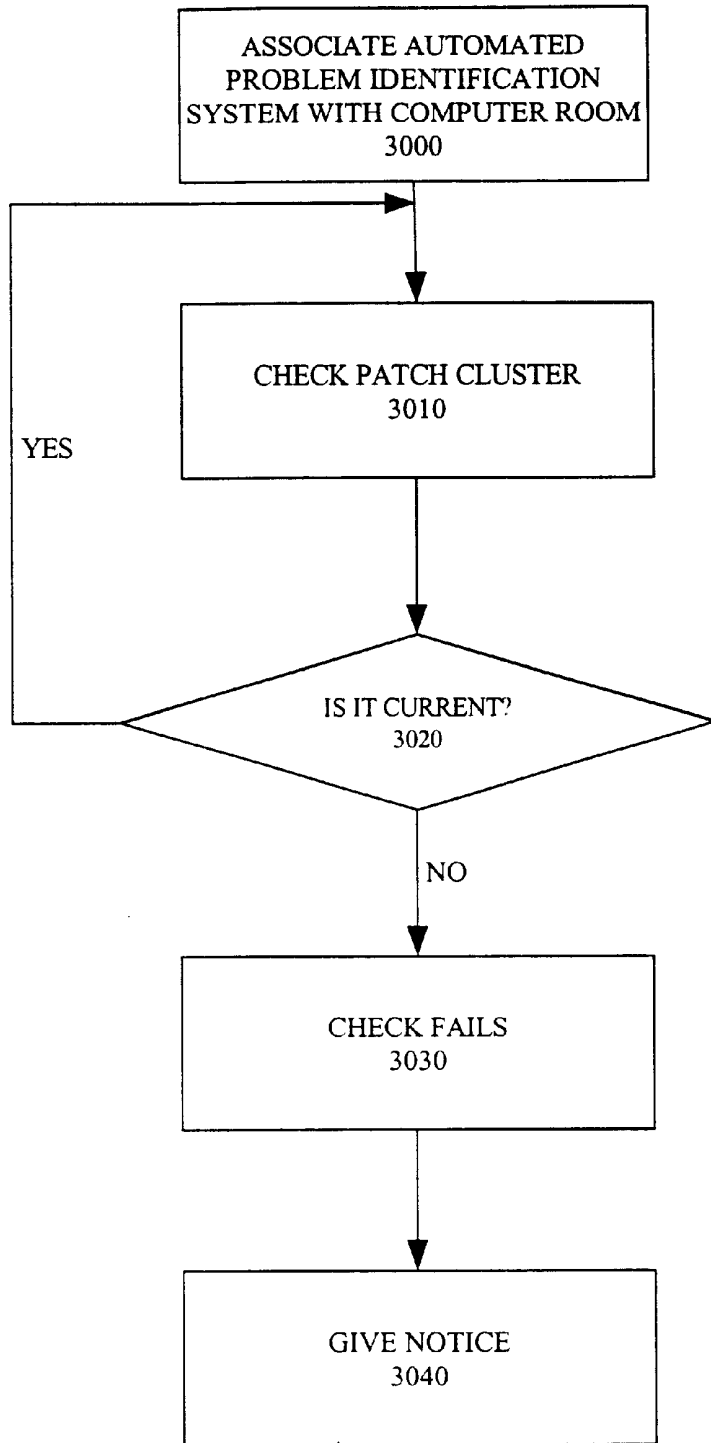 ASSOCIATE AUTOMATED
PROBLEM IDENTIFICATION
SYSTEM WITH COMPUTER ROOM
3000
CHECK PATCH CLUSTER
3010
YES
IS IT CURRENT?
3020
NO
CHECK FAILS
3030
GIVE NOTICE
3040